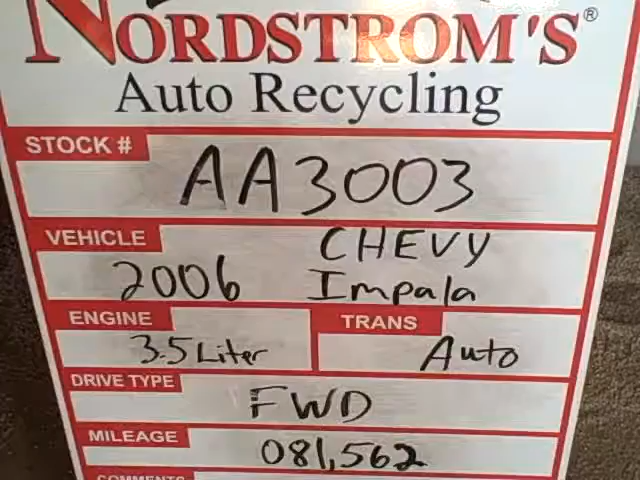 NORDSTROM'S®
Auto Recycling
STOCK #
AA3003
VEHICLE
2006 CHEVY
Impala
ENGINE
3.5 Liter
TRANS
Auto
DRIVE TYPE
FWD
MILEAGE
081,562
COMMENTS